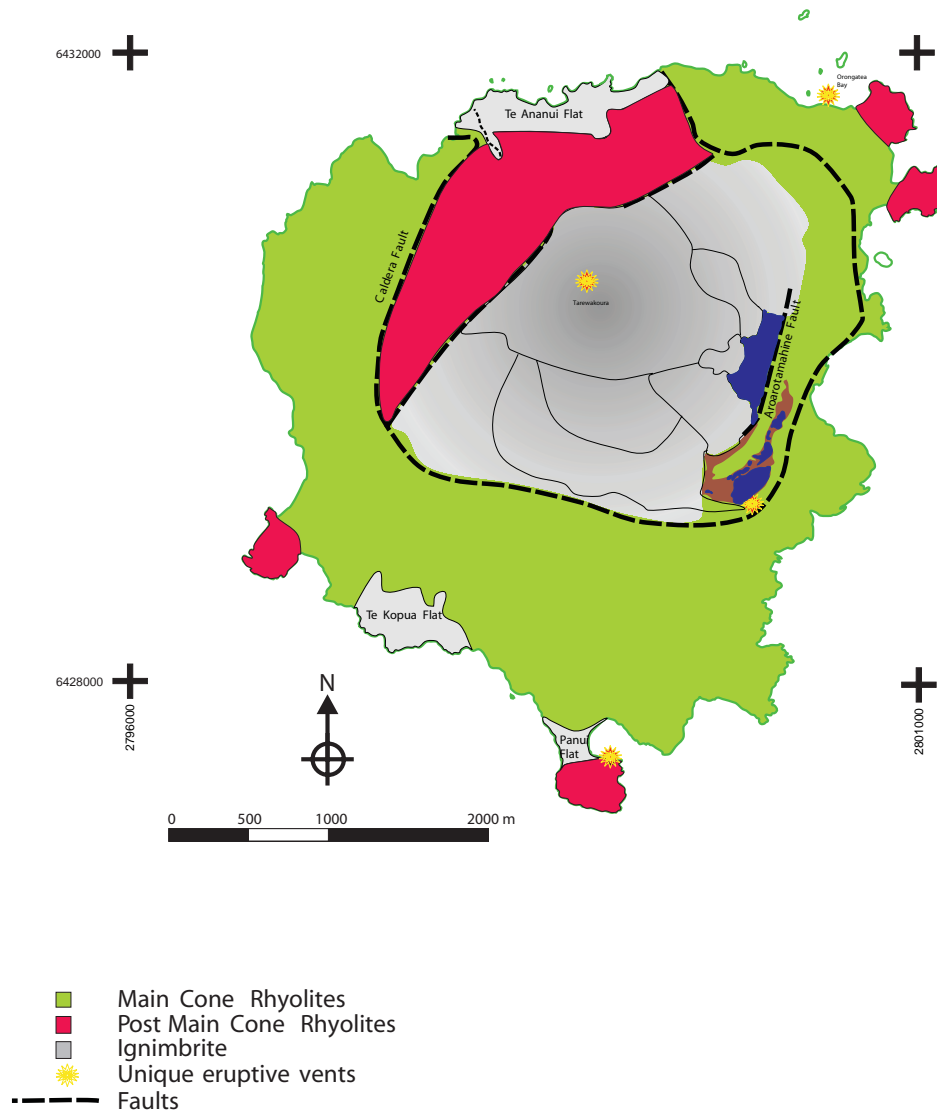 6432000
Orongatea
Bay
Te Ananui Flat
Caldera Fault
Tarewakoura
Aroarotamahine Fault
Te Kopua Flat
6428000
N
2796000
2801000
Panui
Flat
0 500 1000 2000 m
Main Cone Rhyolites
Post Main Cone Rhyolites
Ignimbrite
Unique eruptive vents
Faults